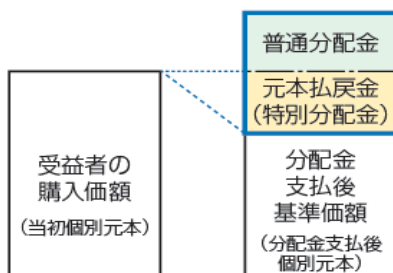 普通分配金
元本払戻金
(特別分配金)
受益者の
購入価額
(当初個別元本)
分配金
支払後
基準価額
(分配金支払後
個別元本)